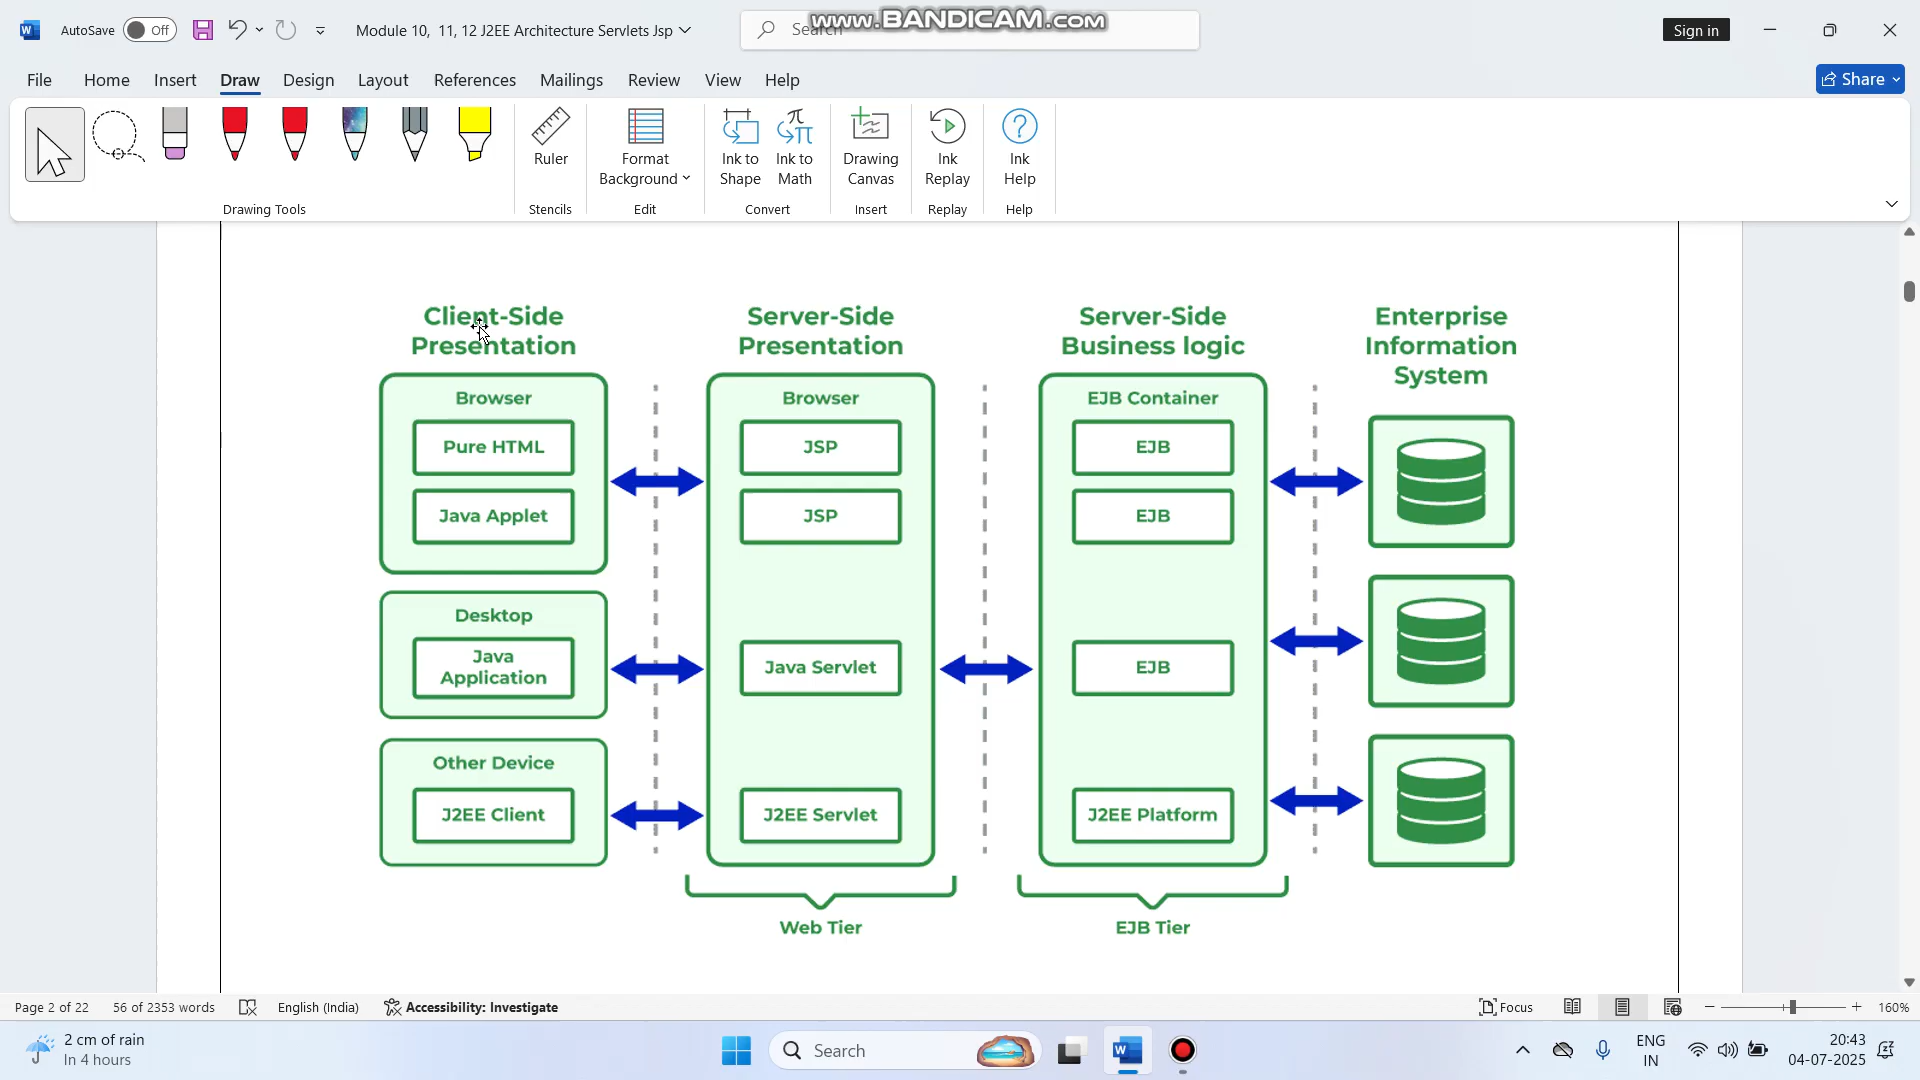 AutoSave Off Module 10, 11, 12 J2EE Architecture Servlets Jsp Search Sign in
www.BANDICAM.com
File Home Insert Draw Design Layout References Mailings Review View Help Share
Ruler Format Background Ink to Shape Ink to Math Drawing Canvas Ink Replay Ink Help
Drawing Tools Stencils Edit Convert Insert Replay Help
Client-Side
Presentation
Browser
Pure HTML
Java Applet
Desktop
Java
Application
Other Device
J2EE Client
Server-Side
Presentation
Browser
JSP
JSP
Java Servlet
J2EE Servlet
Web Tier
Server-Side
Business logic
EJB Container
EJB
EJB
EJB
J2EE Platform
EJB Tier
Enterprise
Information
System
Page 2 of 22 56 of 2353 words English (India) Accessibility: Investigate Focus 160%
2 cm of rain
In 4 hours
Search
ENG
IN
20:43
04-07-2025